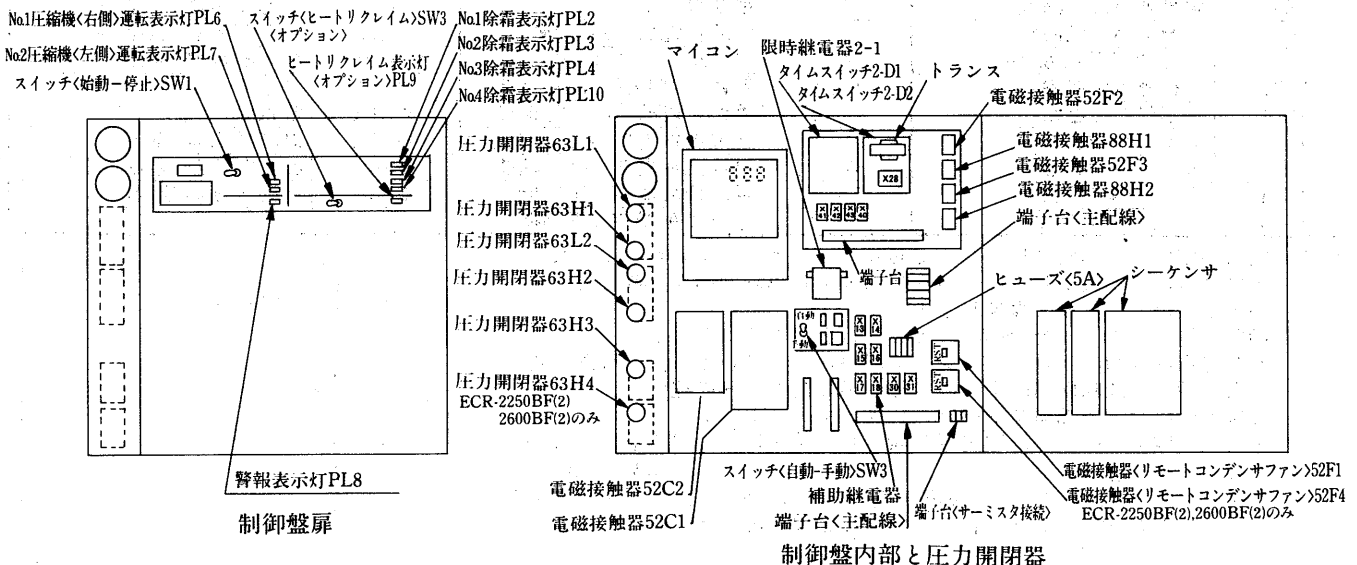 No.1圧縮機〈右側〉運転表示灯PL6
No.2圧縮機〈左側〉運転表示灯PL7
スイッチ〈始動－停止〉SW1
スイッチ〈ヒートリクレイム〉SW3
〈オプション〉
ヒートリクレイム表示灯
〈オプション〉PL9
No.1除霜表示灯PL2
No.2除霜表示灯PL3
No.3除霜表示灯PL4
No.4除霜表示灯PL10
警報表示灯PL8
制御盤扉
圧力開閉器63L1
圧力開閉器63H1
圧力開閉器63L2
圧力開閉器63H2
圧力開閉器63H3
圧力開閉器63H4
ECR-2250BF(2)
2600BF(2)のみ
マイコン
限時継電器2-1
タイムスイッチ2-D1
タイムスイッチ2-D2
トランス
電磁接触器52F2
電磁接触器88H1
電磁接触器52F3
電磁接触器88H2
端子台〈主配線〉
888
X28
端子台
ヒューズ〈5A〉
シーケンサ
自動
手動
X13
X14
X15
X16
X17
X18
X30
X31
電磁接触器52C2
電磁接触器52C1
スイッチ〈自動-手動〉SW3
補助継電器
端子台〈主配線〉
端子台〈サーミスタ接続〉
電磁接触器〈リモートコンデンサファン〉52F1
電磁接触器〈リモートコンデンサファン〉52F4
ECR-2250BF(2),2600BF(2)のみ
制御盤内部と圧力開閉器